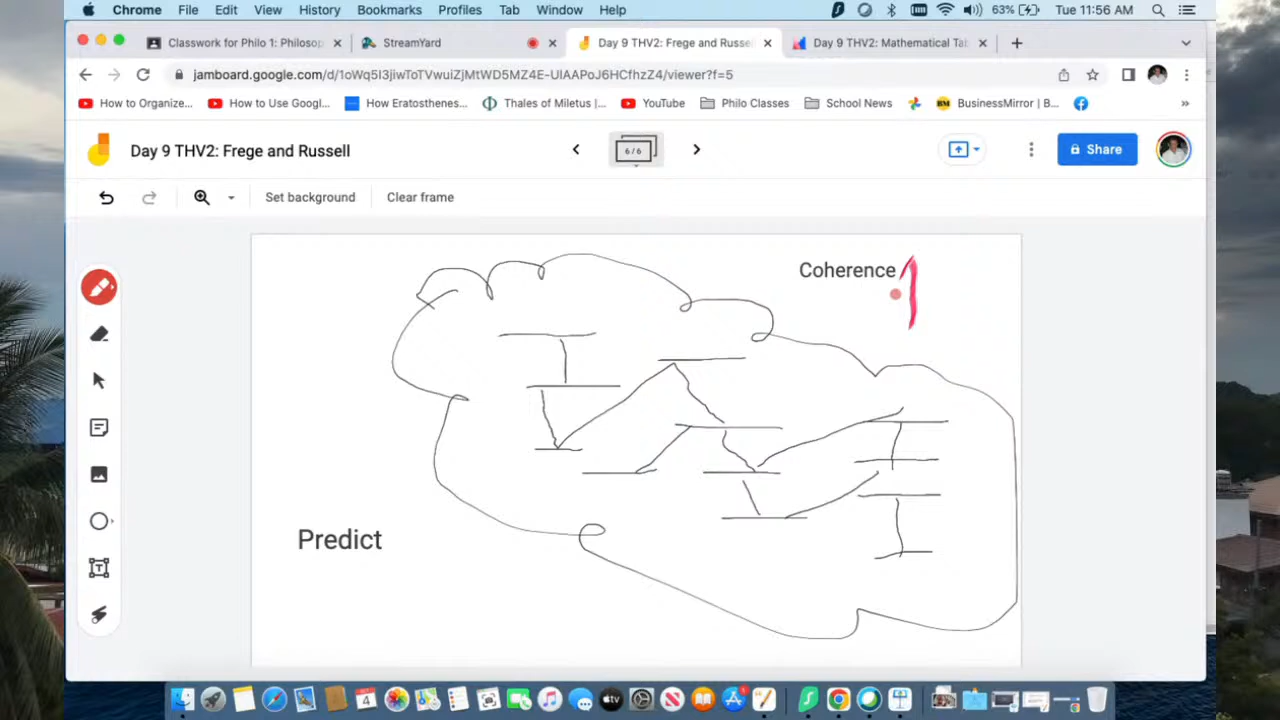 Chrome File Edit View History Bookmarks Profiles Tab Window Help 63% Tue 11:56 AM
Classwork for Philo 1: Philosop StreamYard Day 9 THV2: Frege and Russel Day 9 THV2: Mathematical Tab
jamboard.google.com/d/1oWq5I3jiwToTVwuiZjMtWD5MZ4E-UIAAPoJ6HCfhzZ4/viewer?f=5
How to Organize... How to Use Googl... How Eratosthenes... Thales of Miletus |... YouTube Philo Classes School News BM BusinessMirror | B... »
Day 9 THV2: Frege and Russell 6/6 Share
Set background Clear frame
Coherence
Predict